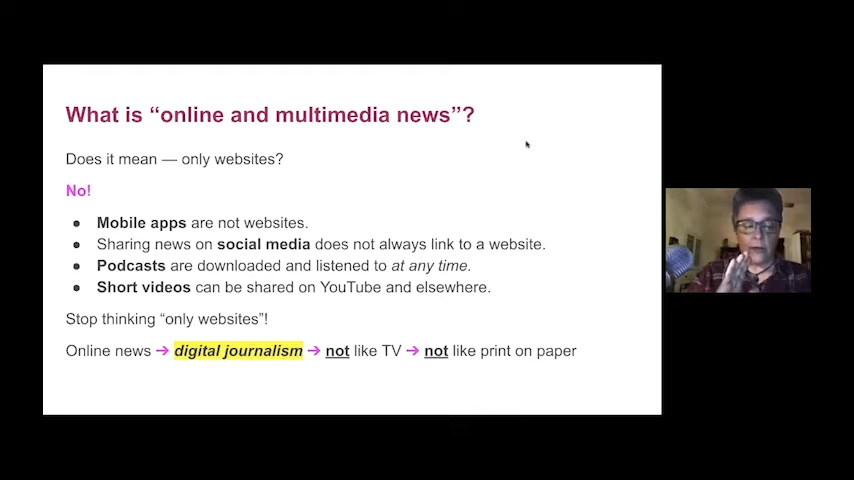 What is “online and multimedia news”?
Does it mean — only websites?
No!
● Mobile apps are not websites.
● Sharing news on social media does not always link to a website.
● Podcasts are downloaded and listened to at any time.
● Short videos can be shared on YouTube and elsewhere.
Stop thinking “only websites”!
Online news ➔ digital journalism ➔ not like TV ➔ not like print on paper